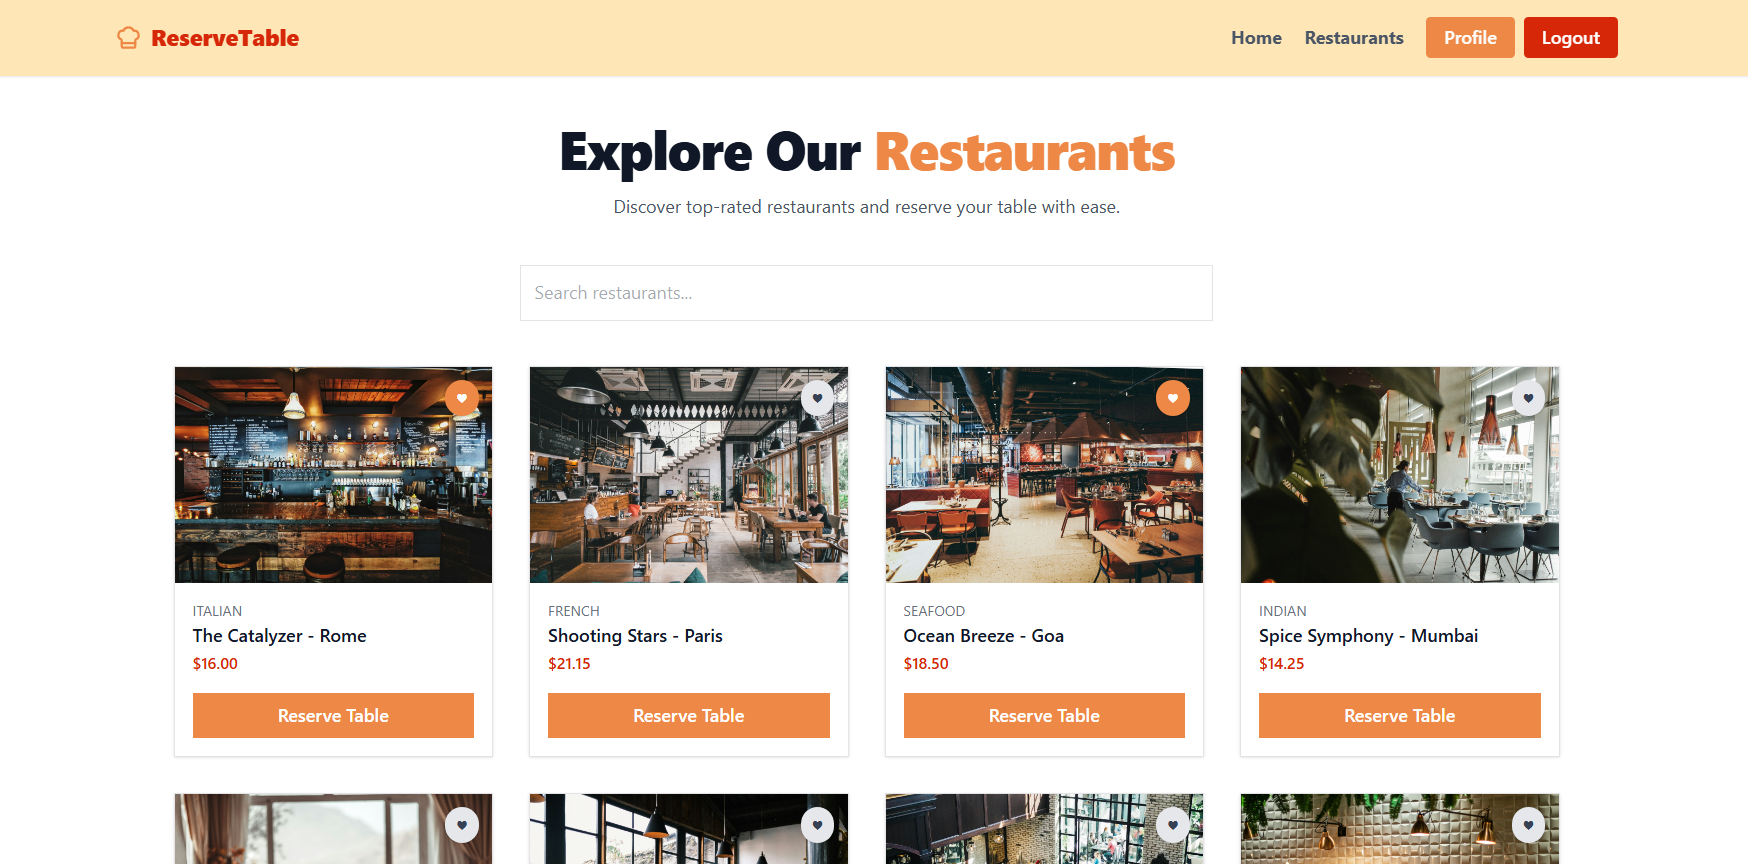 ReserveTable
Home Restaurants Profile Logout
Explore Our Restaurants
Discover top-rated restaurants and reserve your table with ease.
Search restaurants...
ITALIAN
The Catalyzer - Rome
$16.00
Reserve Table
FRENCH
Shooting Stars - Paris
$21.15
Reserve Table
SEAFOOD
Ocean Breeze - Goa
$18.50
Reserve Table
INDIAN
Spice Symphony - Mumbai
$14.25
Reserve Table